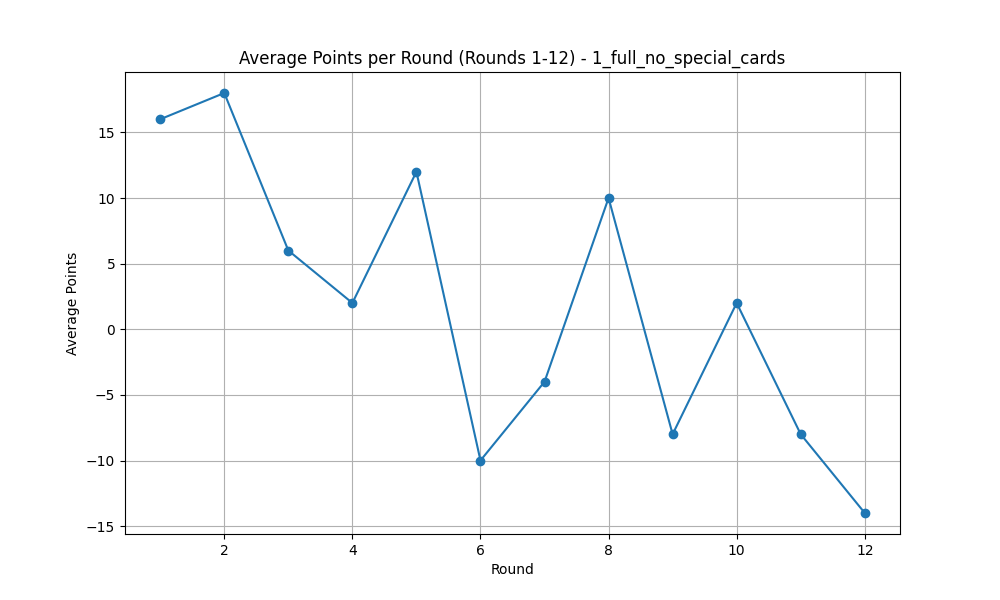 Average Points per Round (Rounds 1-12) - 1_full_no_special_cards
Average Points
15
10
5
0
−5
−10
−15
2 4 6 8 10 12
Round